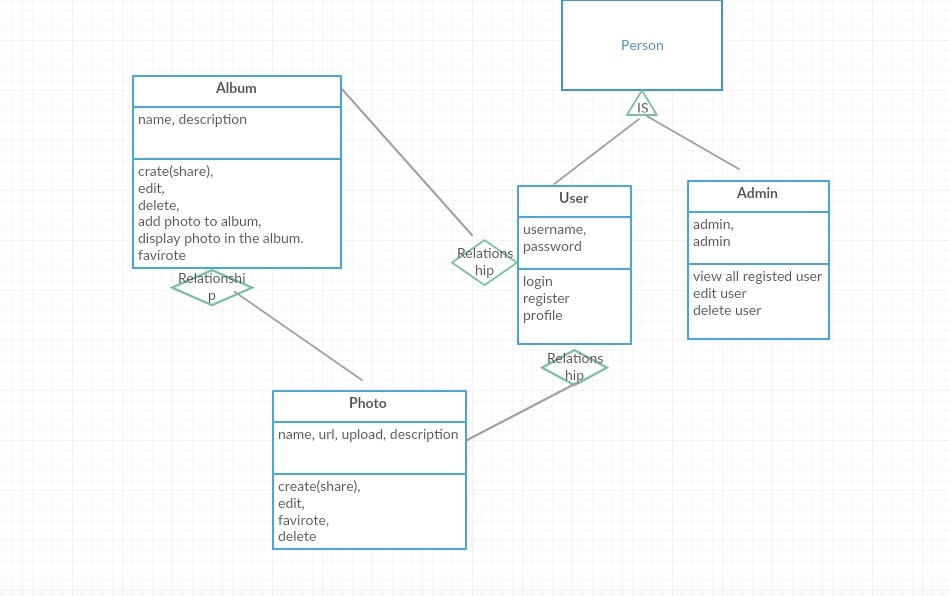 Person
IS
Album
name, description
crate(share),
edit,
delete,
add photo to album,
display photo in the album.
favirote
Relationshi
p
Relations
hip
User
username,
password
login
register
profile
Admin
admin,
admin
view all registed user
edit user
delete user
Relations
hip
Photo
name, url, upload, description
create(share),
edit,
favirote,
delete